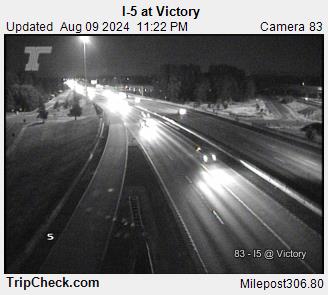 I-5 at Victory
Updated Aug 09 2024 11:22 PM Camera 83
T
S
83 - I5 @ Victory
TripCheck.com Milepost306.80